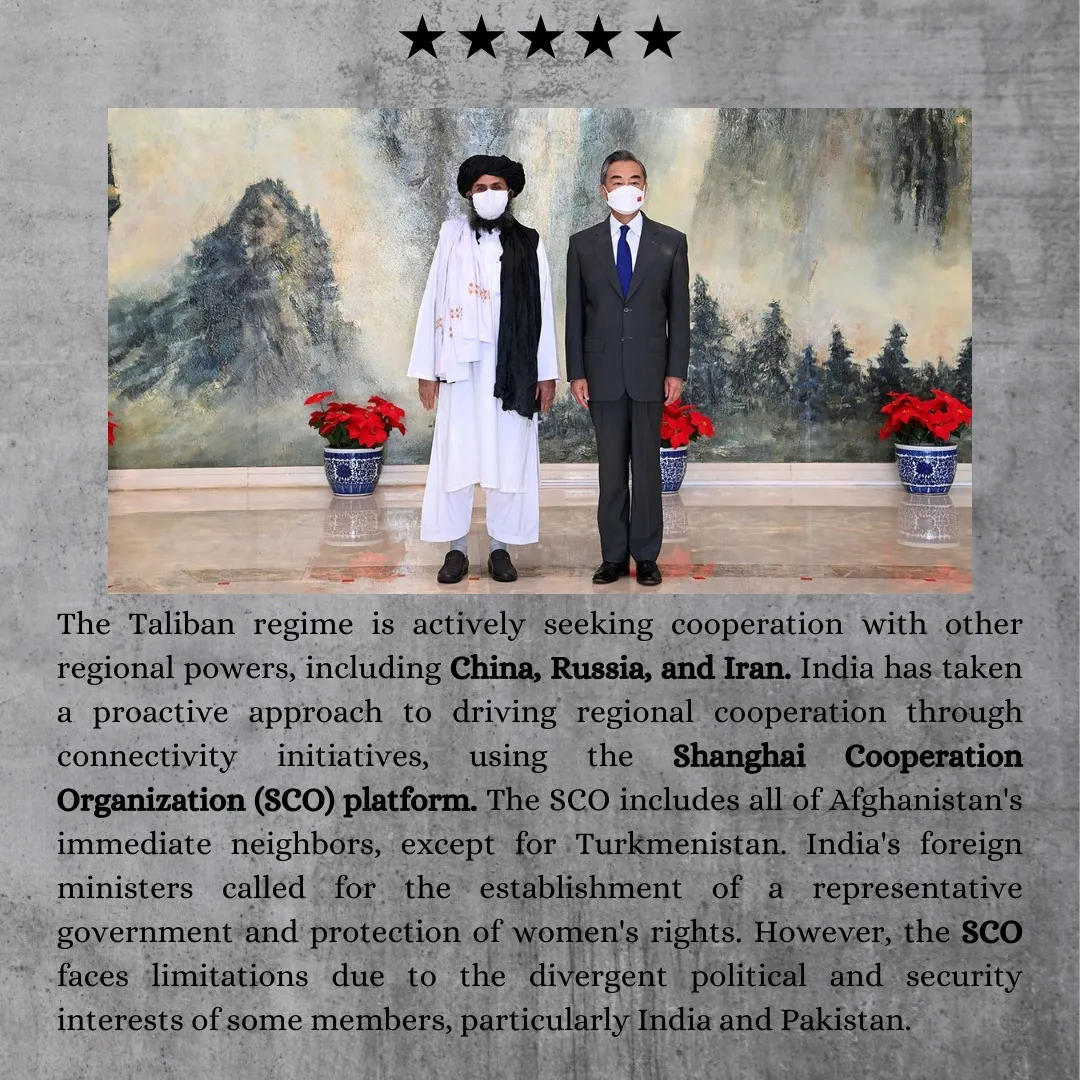 The Taliban regime is actively seeking cooperation with other
regional powers, including China, Russia, and Iran. India has taken
a proactive approach to driving regional cooperation through
connectivity initiatives, using the Shanghai Cooperation
Organization (SCO) platform. The SCO includes all of Afghanistan's
immediate neighbors, except for Turkmenistan. India's foreign
ministers called for the establishment of a representative
government and protection of women's rights. However, the SCO
faces limitations due to the divergent political and security
interests of some members, particularly India and Pakistan.